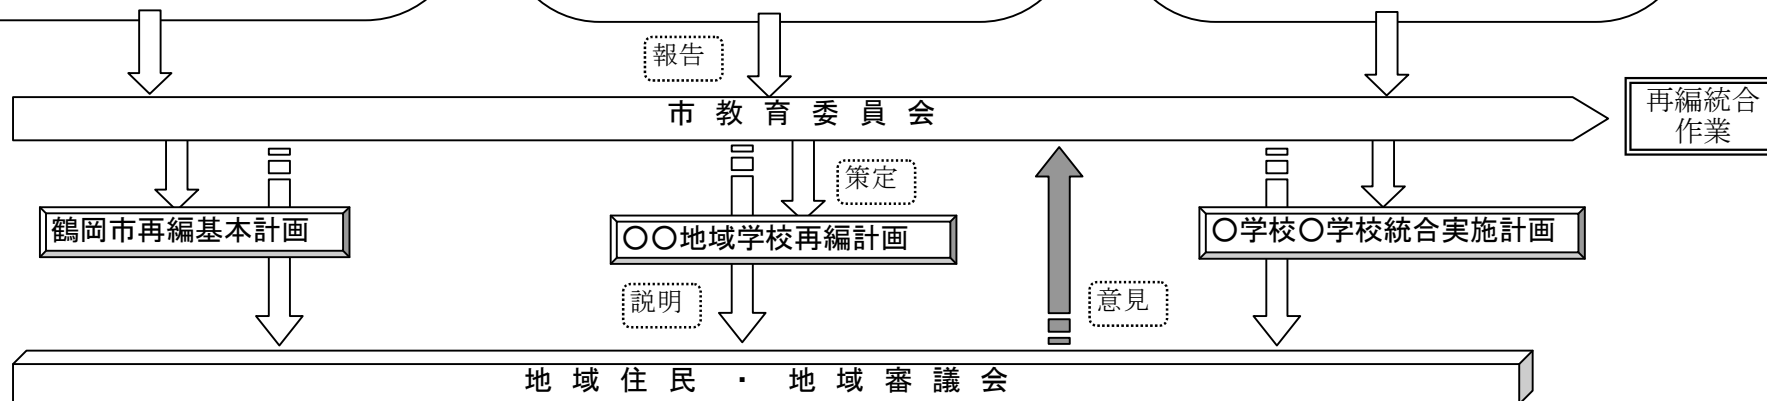 報告
市教育委員会
再編統合
作業
策定
鶴岡市再編基本計画
〇〇地域学校再編計画
〇学校〇学校統合実施計画
説明
意見
地域住民・地域審議会